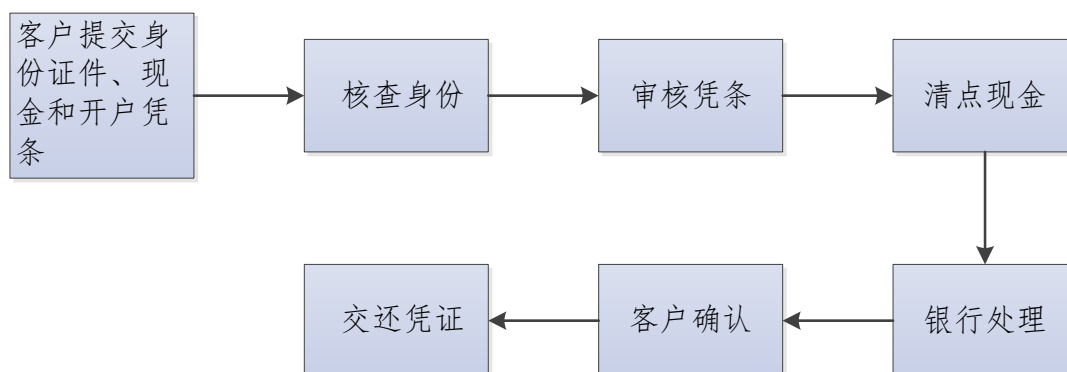 客户提交身
份证件、现
金和开户凭
条
核查身份
审核凭条
清点现金
银行处理
客户确认
交还凭证